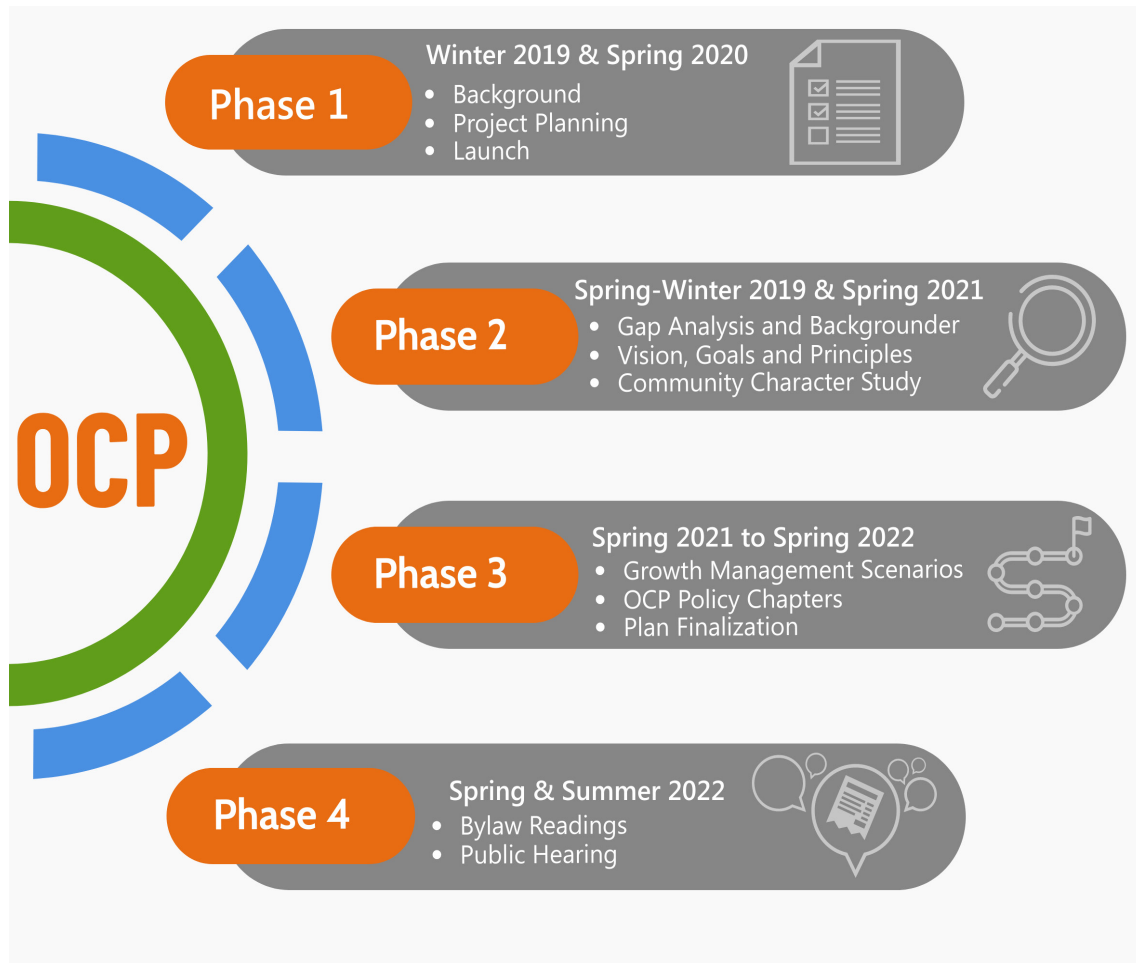 Phase 1
Winter 2019 & Spring 2020
• Background
• Project Planning
• Launch
Phase 2
Spring-Winter 2019 & Spring 2021
• Gap Analysis and Backgrounder
• Vision, Goals and Principles
• Community Character Study
OCP
Phase 3
Spring 2021 to Spring 2022
• Growth Management Scenarios
• OCP Policy Chapters
• Plan Finalization
Phase 4
Spring & Summer 2022
• Bylaw Readings
• Public Hearing